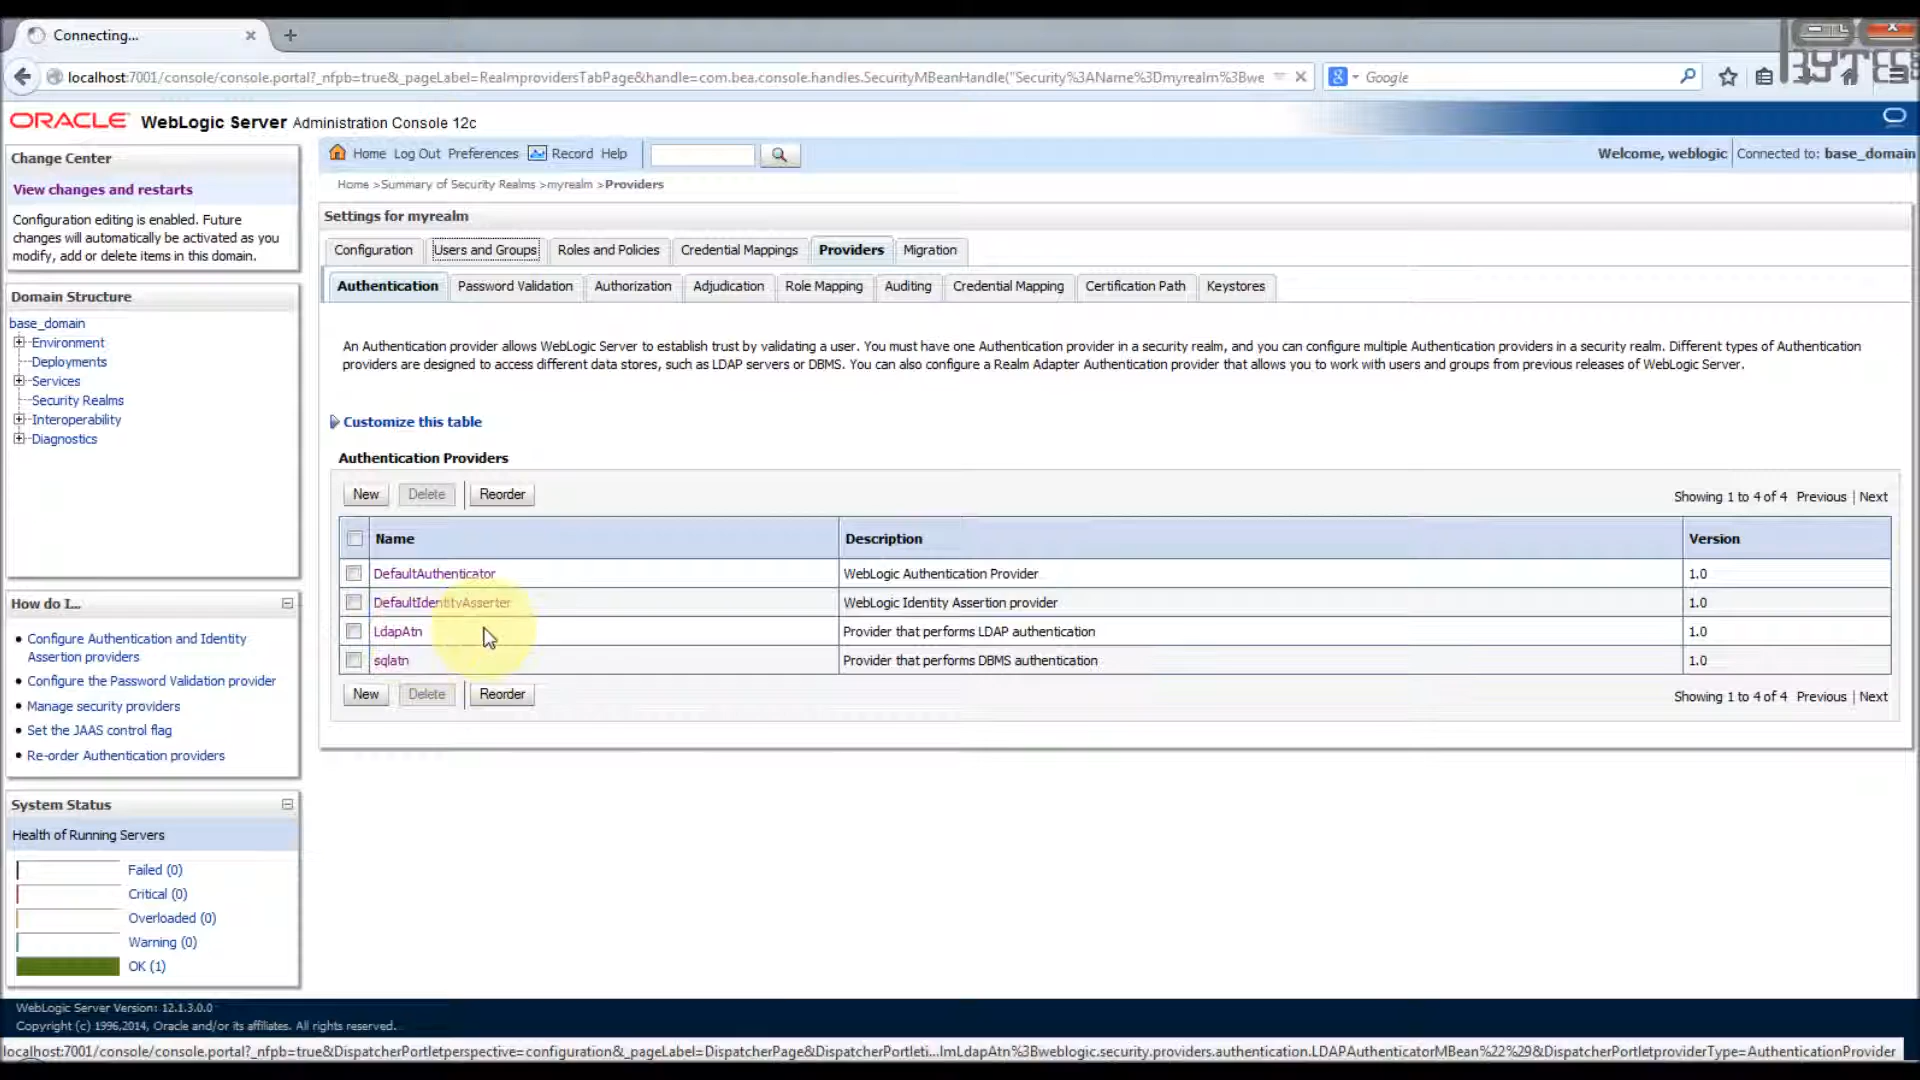 Connecting...
localhost:7001/console/console.portal?_nfpb=true&_pageLabel=RealmprovidersTabPage&handle=com.bea.console.handles.SecurityMBeanHandle("Security%3AName%3Dmyrealm%3Bwe
Google
BYTES
ORACLE WebLogic Server Administration Console 12c
Change Center
View changes and restarts
Configuration editing is enabled. Future
changes will automatically be activated as you
modify, add or delete items in this domain.
Domain Structure
base_domain
Environment
Deployments
Services
Security Realms
Interoperability
Diagnostics
How do I...
Configure Authentication and Identity
Assertion providers
Configure the Password Validation provider
Manage security providers
Set the JAAS control flag
Re-order Authentication providers
System Status
Health of Running Servers
Failed (0)
Critical (0)
Overloaded (0)
Warning (0)
OK (1)
Home Log Out Preferences Record Help
Welcome, weblogic Connected to: base_domain
Home >Summary of Security Realms >myrealm >Providers
Settings for myrealm
Configuration Users and Groups Roles and Policies Credential Mappings Providers Migration
Authentication Password Validation Authorization Adjudication Role Mapping Auditing Credential Mapping Certification Path Keystores
An Authentication provider allows WebLogic Server to establish trust by validating a user. You must have one Authentication provider in a security realm, and you can configure multiple Authentication providers in a security realm. Different types of Authentication
providers are designed to access different data stores, such as LDAP servers or DBMS. You can also configure a Realm Adapter Authentication provider that allows you to work with users and groups from previous releases of WebLogic Server.
Customize this table
Authentication Providers
New Delete Reorder
Showing 1 to 4 of 4 Previous | Next
Name Description Version
DefaultAuthenticator WebLogic Authentication Provider 1.0
DefaultIdentityAsserter WebLogic Identity Assertion provider 1.0
LdapAtn Provider that performs LDAP authentication 1.0
sqlatn Provider that performs DBMS authentication 1.0
New Delete Reorder
Showing 1 to 4 of 4 Previous | Next
WebLogic Server Version: 12.1.3.0.0
Copyright (c) 1996,2014, Oracle and/or its affiliates. All rights reserved.
localhost:7001/console/console.portal?_nfpb=true&DispatcherPortletperspective=configuration&_pageLabel=DispatcherPage&DispatcherPortleti...lmLdapAtn%3Bweblogic.security.providers.authentication.LDAPAuthenticatorMBean%22%29&DispatcherPortletproviderType=AuthenticationProvider